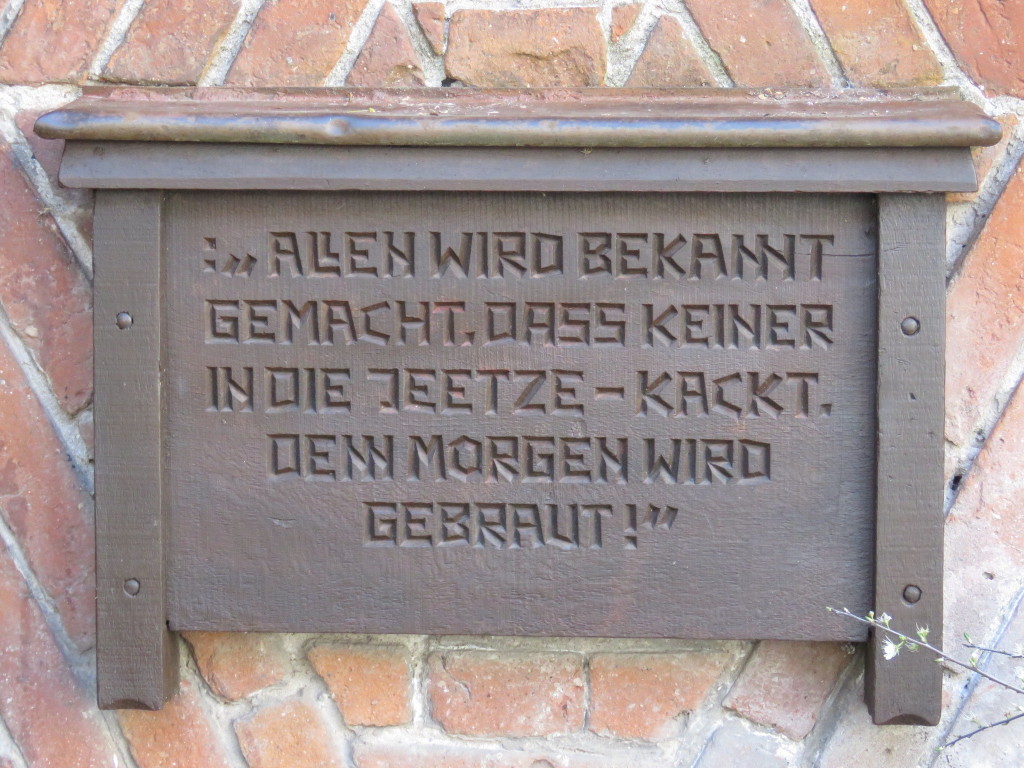 :„ALLEN WIRD BEKANNT
GEMACHT, DASS KEINER
IN DIE JEETZE-KACKT.
DENN MORGEN WIRD
GEBRAUT!”